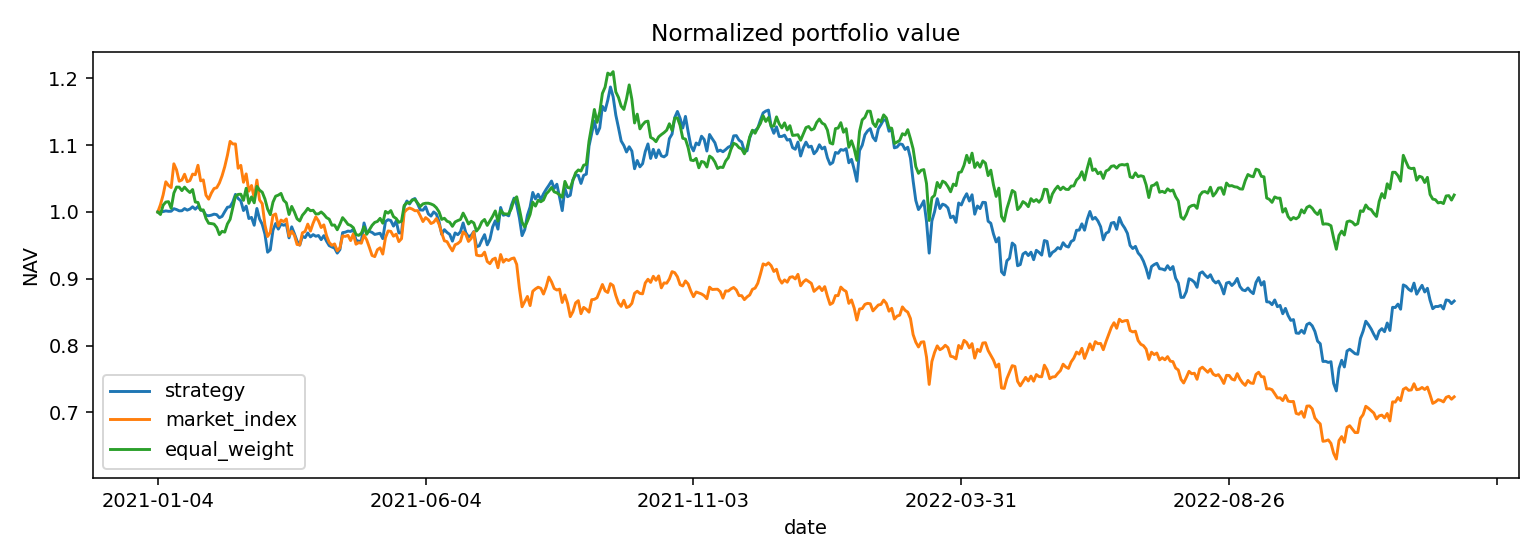 Normalized portfolio value
1.2
1.1
1.0
0.9
0.8
0.7
NAV
strategy
market_index
equal_weight
2021-01-04 2021-06-04 2021-11-03 2022-03-31 2022-08-26
date